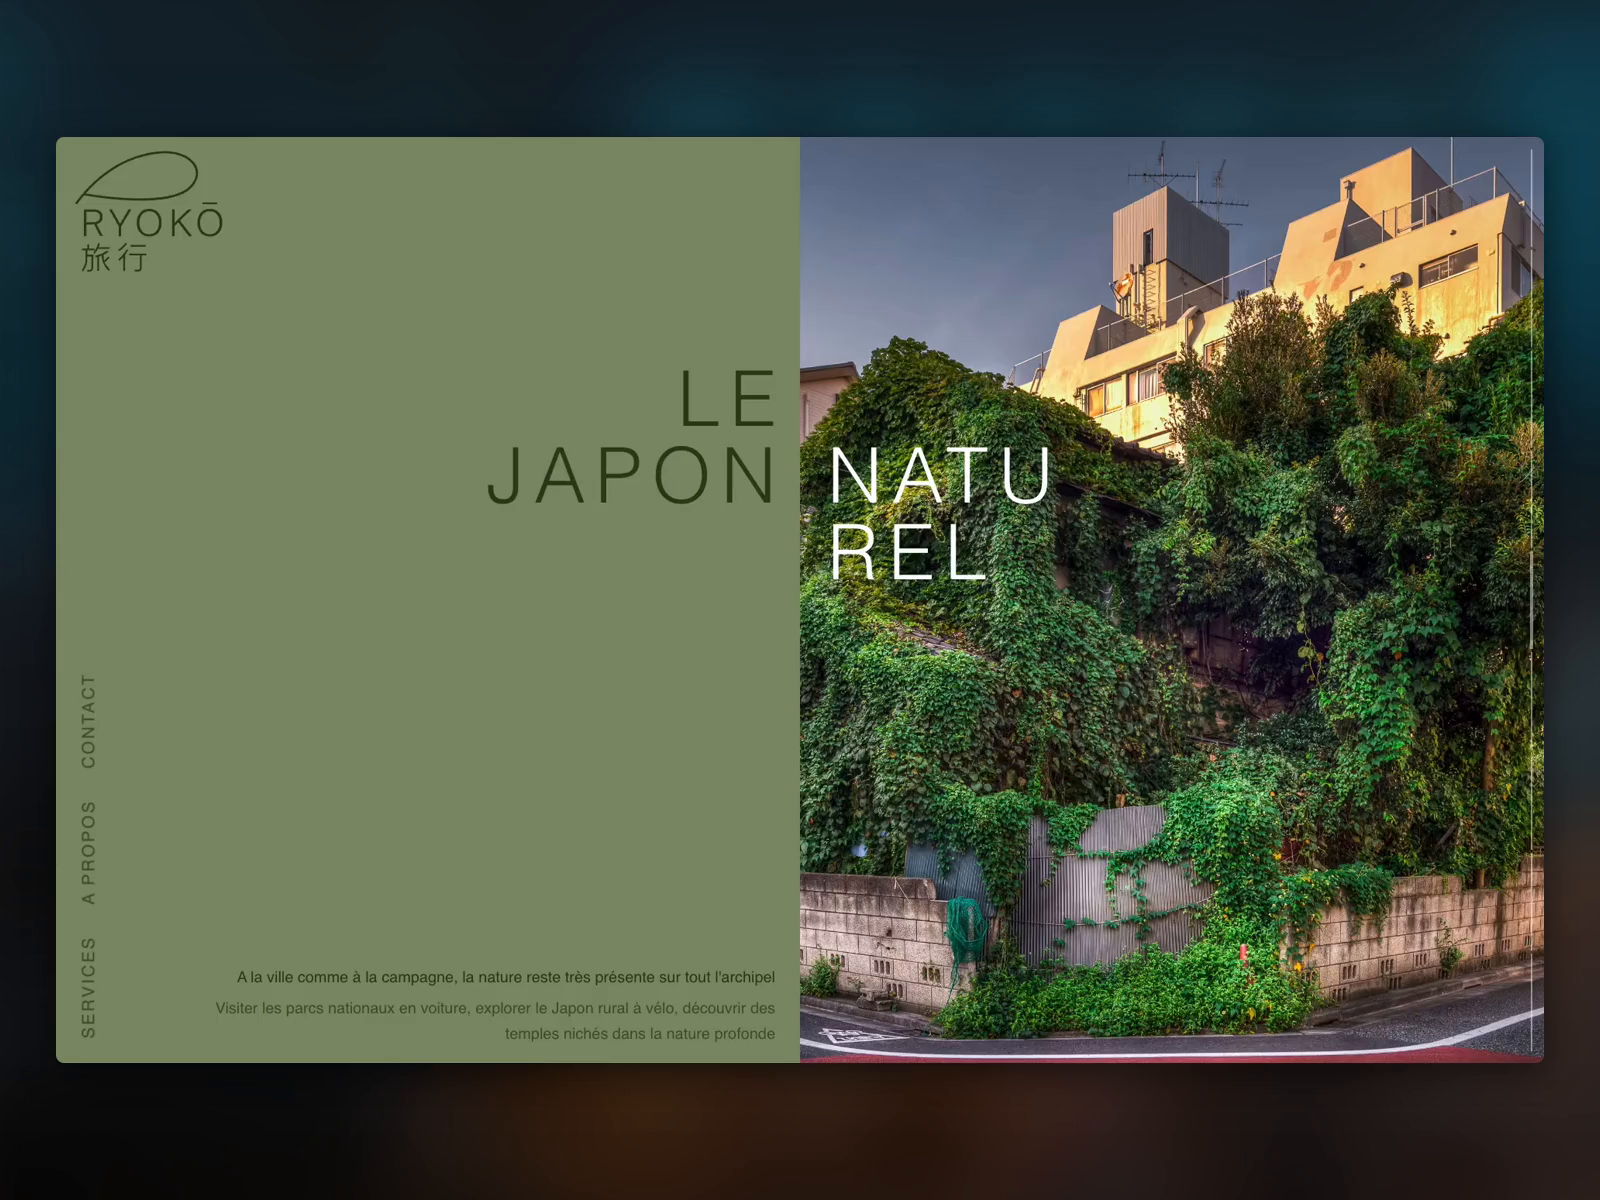 RYOKŌ
旅行
LE
JAPON
NATU
REL
CONTACT
A PROPOS
SERVICES
A la ville comme à la campagne, la nature reste très présente sur tout l'archipel
Visiter les parcs nationaux en voiture, explorer le Japon rural à vélo, découvrir des
temples nichés dans la nature profonde